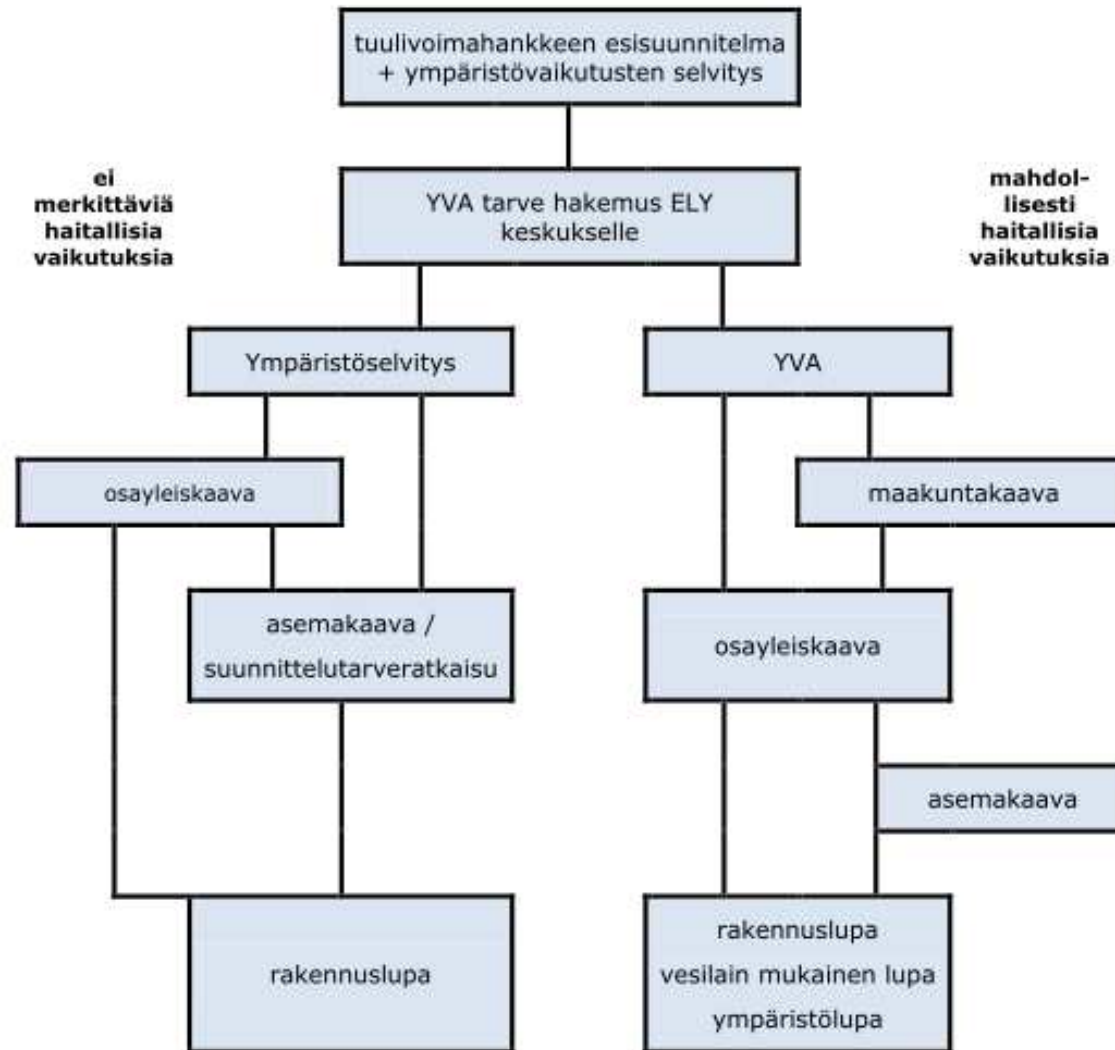 tuulivoimahankkeen esisuunnitelma
+ ympäristövaikutusten selvitys
ei
merkittäviä
haitallisia
vaikutuksia
YVA tarve hakemus ELY
keskukselle
mahdol-
lisesti
haitallisia
vaikutuksia
Ympäristöselvitys
YVA
osayleiskaava
maakuntakaava
asemakaava /
suunnittelutarveratkaisu
osayleiskaava
asemakaava
rakennuslupa
rakennuslupa
vesilain mukainen lupa
ympäristölupa